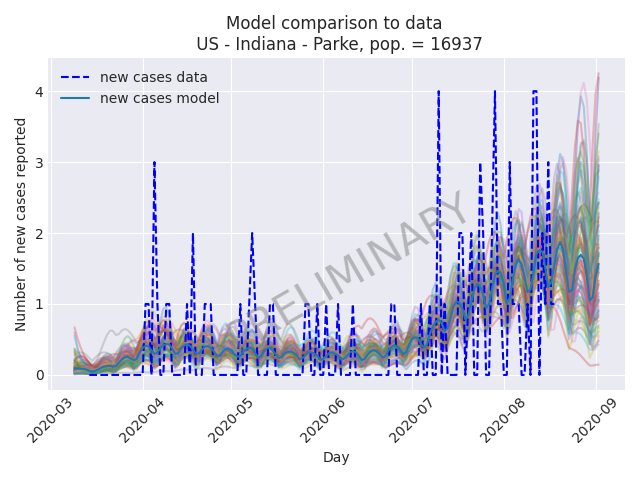 Model comparison to data
US - Indiana - Parke, pop. = 16937
new cases data
new cases model
Number of new cases reported
4
3
2
1
0
PRELIMINARY
2020-03
2020-04
2020-05
2020-06
2020-07
2020-08
2020-09
Day